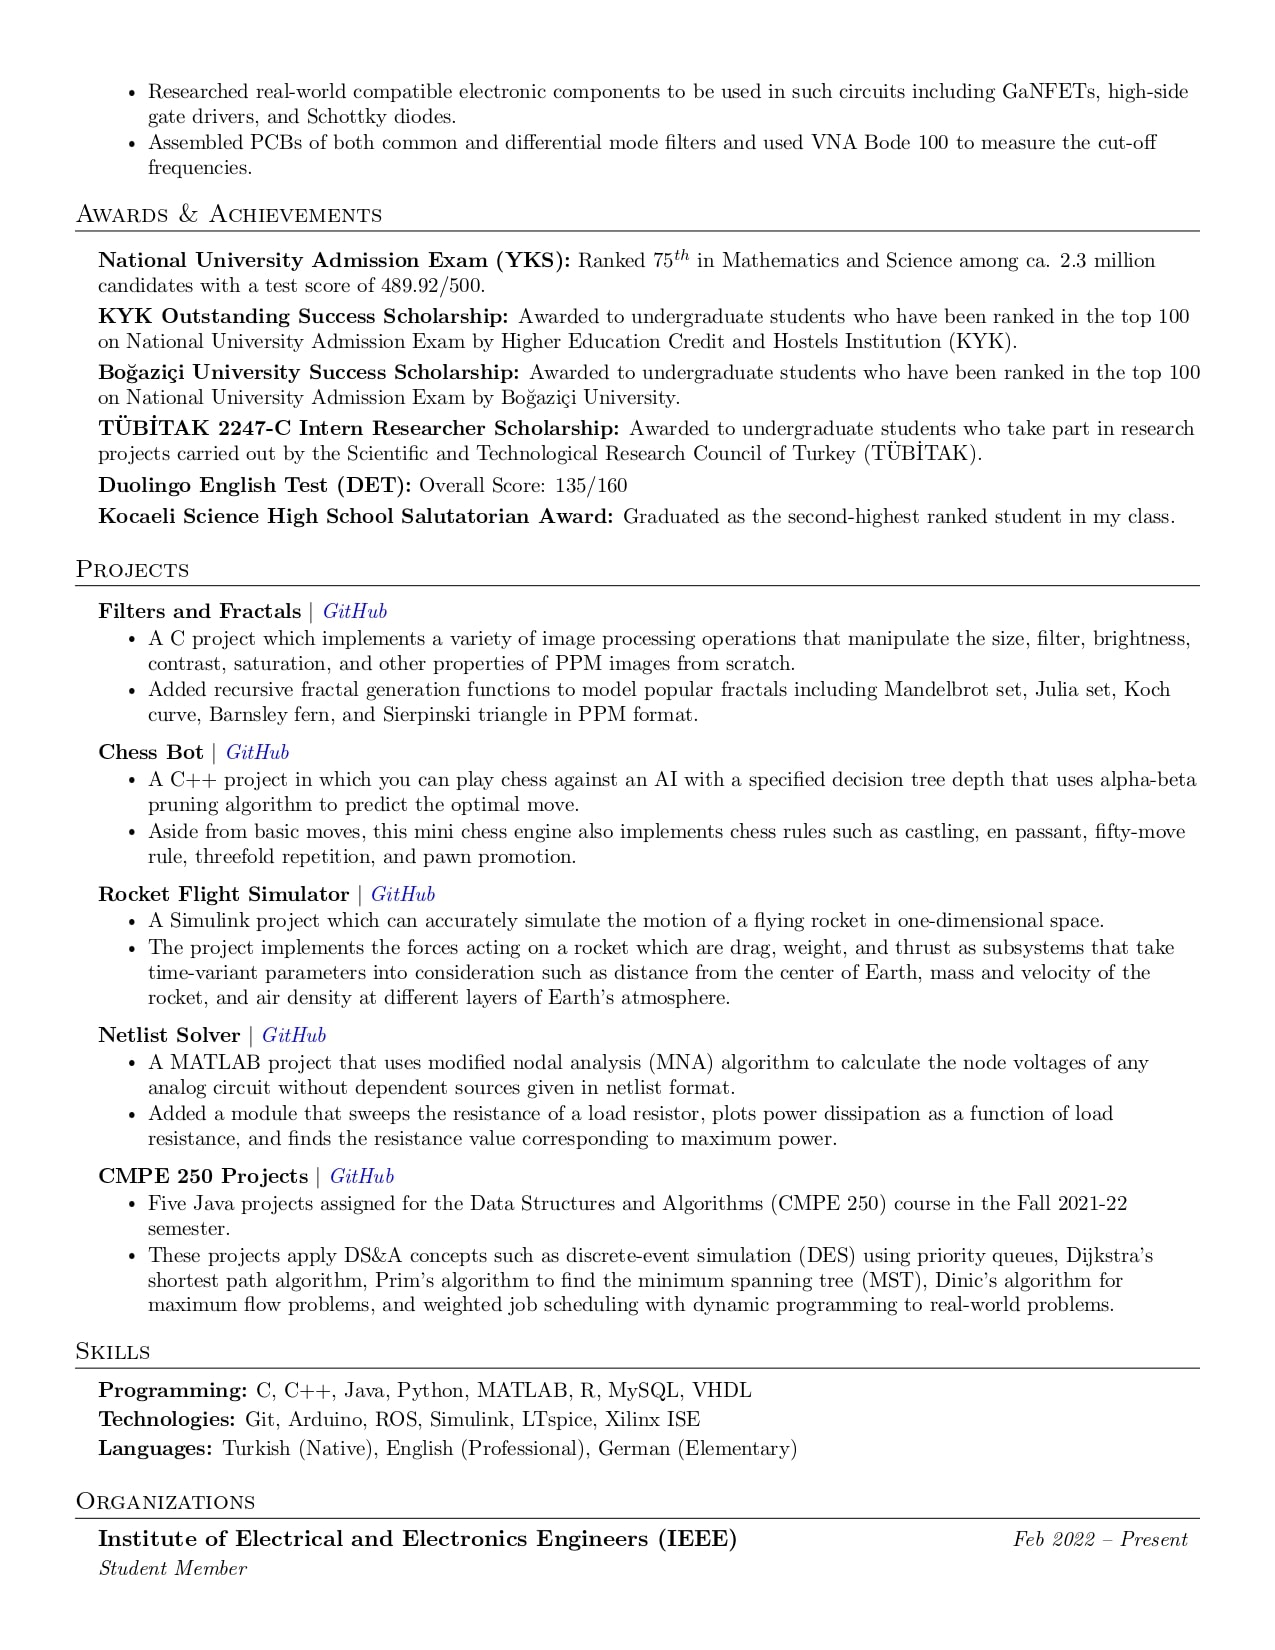 • Researched real-world compatible electronic components to be used in such circuits including GaNFETs, high-side
gate drivers, and Schottky diodes.
• Assembled PCBs of both common and differential mode filters and used VNA Bode 100 to measure the cut-off
frequencies.
Awards & Achievements
National University Admission Exam (YKS): Ranked 75th in Mathematics and Science among ca. 2.3 million
candidates with a test score of 489.92/500.
KYK Outstanding Success Scholarship: Awarded to undergraduate students who have been ranked in the top 100
on National University Admission Exam by Higher Education Credit and Hostels Institution (KYK).
Boğaziçi University Success Scholarship: Awarded to undergraduate students who have been ranked in the top 100
on National University Admission Exam by Boğaziçi University.
TÜBİTAK 2247-C Intern Researcher Scholarship: Awarded to undergraduate students who take part in research
projects carried out by the Scientific and Technological Research Council of Turkey (TÜBİTAK).
Duolingo English Test (DET): Overall Score: 135/160
Kocaeli Science High School Salutatorian Award: Graduated as the second-highest ranked student in my class.
Projects
Filters and Fractals | GitHub
• A C project which implements a variety of image processing operations that manipulate the size, filter, brightness,
contrast, saturation, and other properties of PPM images from scratch.
• Added recursive fractal generation functions to model popular fractals including Mandelbrot set, Julia set, Koch
curve, Barnsley fern, and Sierpinski triangle in PPM format.
Chess Bot | GitHub
• A C++ project in which you can play chess against an AI with a specified decision tree depth that uses alpha-beta
pruning algorithm to predict the optimal move.
• Aside from basic moves, this mini chess engine also implements chess rules such as castling, en passant, fifty-move
rule, threefold repetition, and pawn promotion.
Rocket Flight Simulator | GitHub
• A Simulink project which can accurately simulate the motion of a flying rocket in one-dimensional space.
• The project implements the forces acting on a rocket which are drag, weight, and thrust as subsystems that take
time-variant parameters into consideration such as distance from the center of Earth, mass and velocity of the
rocket, and air density at different layers of Earth's atmosphere.
Netlist Solver | GitHub
• A MATLAB project that uses modified nodal analysis (MNA) algorithm to calculate the node voltages of any
analog circuit without dependent sources given in netlist format.
• Added a module that sweeps the resistance of a load resistor, plots power dissipation as a function of load
resistance, and finds the resistance value corresponding to maximum power.
CMPE 250 Projects | GitHub
• Five Java projects assigned for the Data Structures and Algorithms (CMPE 250) course in the Fall 2021-22
semester.
• These projects apply DS&A concepts such as discrete-event simulation (DES) using priority queues, Dijkstra's
shortest path algorithm, Prim's algorithm to find the minimum spanning tree (MST), Dinic's algorithm for
maximum flow problems, and weighted job scheduling with dynamic programming to real-world problems.
Skills
Programming: C, C++, Java, Python, MATLAB, R, MySQL, VHDL
Technologies: Git, Arduino, ROS, Simulink, LTspice, Xilinx ISE
Languages: Turkish (Native), English (Professional), German (Elementary)
Organizations
Institute of Electrical and Electronics Engineers (IEEE) Feb 2022 – Present
Student Member